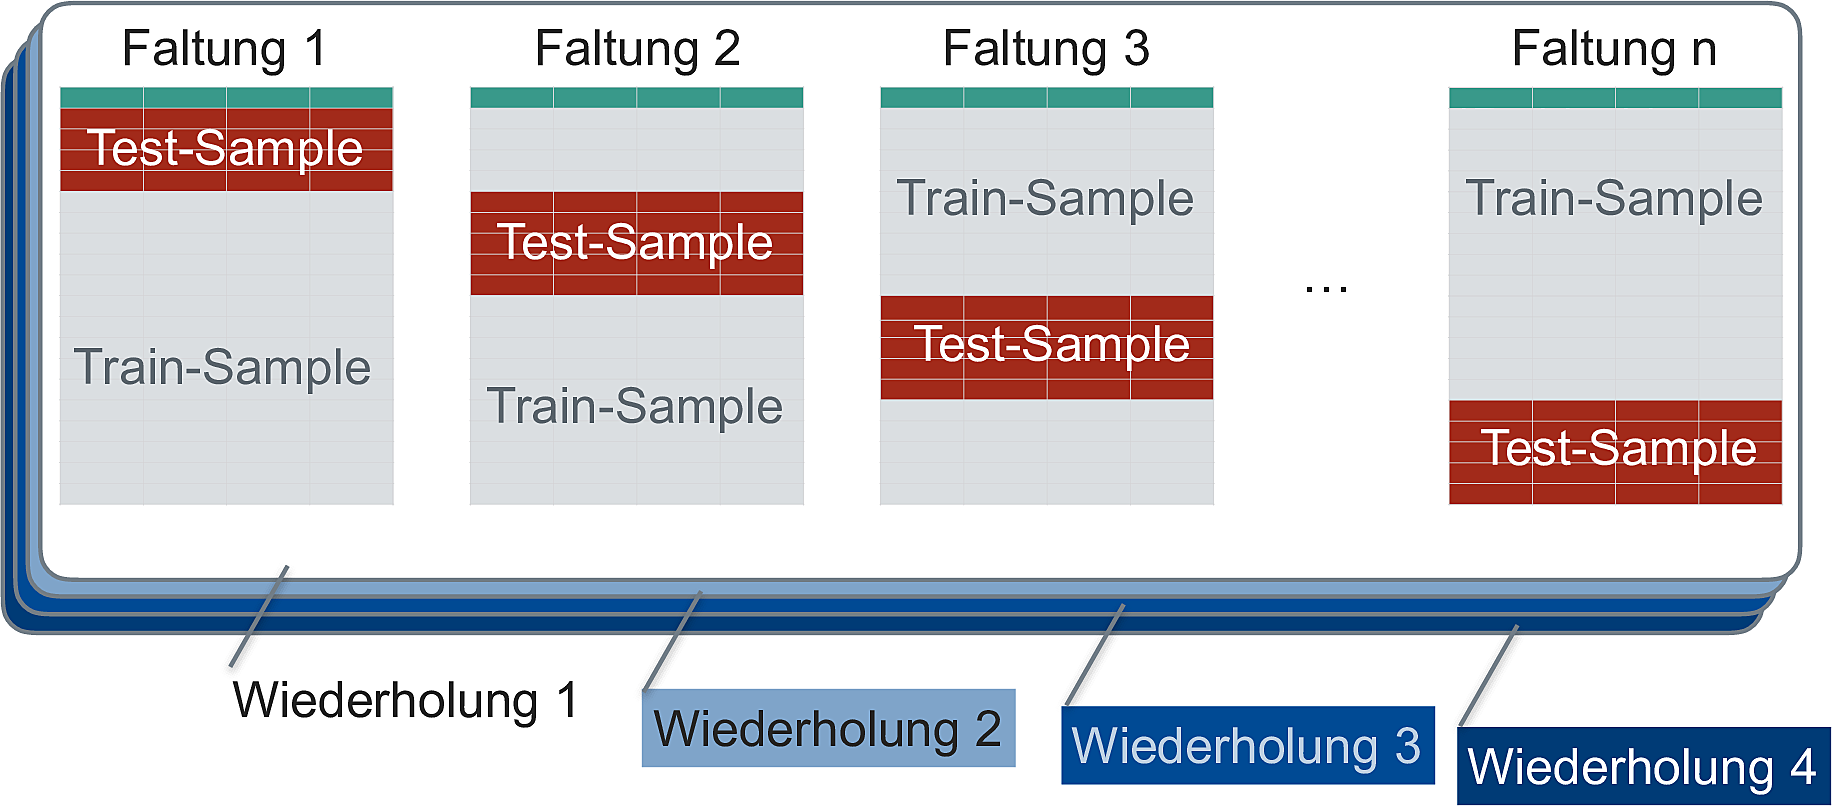 Faltung 1
Faltung 2
Faltung 3
Faltung n
Test-Sample
Train-Sample
Test-Sample
Train-Sample
Train-Sample
Test-Sample
...
Train-Sample
Test-Sample
Wiederholung 1
Wiederholung 2
Wiederholung 3
Wiederholung 4